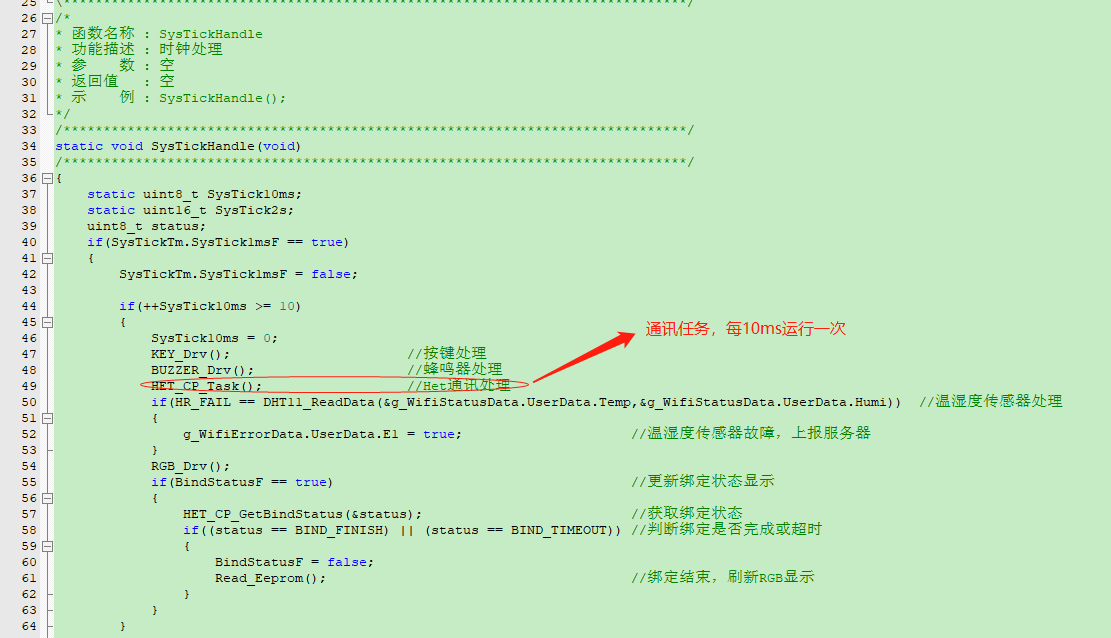 25 \******************************************************************************/
26 /*
27 * 函数名称 : SysTickHandle
28 * 功能描述 : 时钟处理
29 * 参    数 : 空
30 * 返回值   : 空
31 * 示    例 : SysTickHandle();
32 */
33 /******************************************************************************/
34 static void SysTickHandle(void)
35 /******************************************************************************/
36 {
37     static uint8_t SysTick10ms;
38     static uint16_t SysTick2s;
39     uint8_t status;
40     if(SysTickTm.SysTick1msF == true)
41     {
42         SysTickTm.SysTick1msF = false;
43
44         if(++SysTick10ms >= 10)
45         {
46             SysTick10ms = 0;
通讯任务，每10ms运行一次
47             KEY_Drv();                      //按键处理
48             BUZZER_Drv();                   //蜂鸣器处理
49             HET_CP_Task();                  //Het通讯处理
50             if(HR_FAIL == DHT11_ReadData(&g_WifiStatusData.UserData.Temp,&g_WifiStatusData.UserData.Humi))  //温湿度传感器处理
51             {
52                 g_WifiErrorData.UserData.E1 = true;                     //温湿度传感器故障，上报服务器
53             }
54             RGB_Drv();
55             if(BindStatusF == true)                                     //更新绑定状态显示
56             {
57                 HET_CP_GetBindStatus(&status);                          //获取绑定状态
58                 if((status == BIND_FINISH) || (status == BIND_TIMEOUT)) //判断绑定是否完成或超时
59                 {
60                     BindStatusF = false;
61                     Read_Eeprom();                                      //绑定结束，刷新RGB显示
62                 }
63             }
64         }